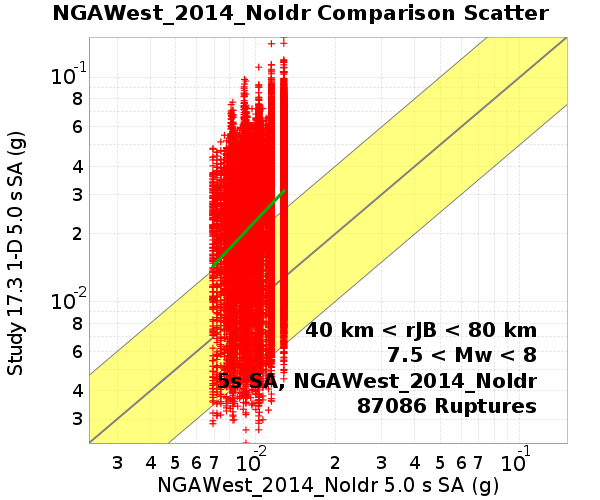 NGAWest_2014_NoIdr Comparison Scatter
Study 17.3 1-D 5.0 s SA (g)
10-1
8
6
4
3
2
10-2
8
6
4
3
40 km < rJB < 80 km
7.5 < Mw < 8
5s SA, NGAWest_2014_NoIdr
87086 Ruptures
3 4 5 6 7 10-2 2 3 4 5 6 7 10-1
NGAWest_2014_NoIdr 5.0 s SA (g)